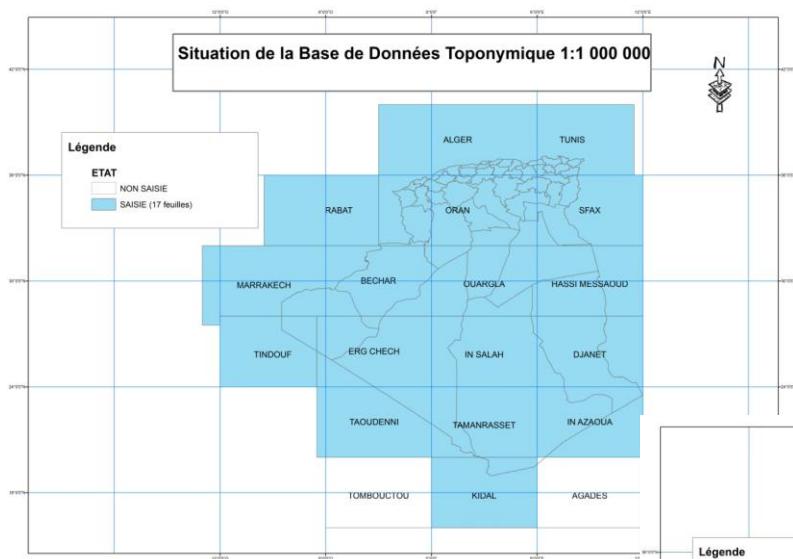 Situation de la Base de Données Toponymique 1:1 000 000
N
Légende
ETAT
NON SAISIE
SAISIE (17 feuilles)
ALGER
TUNIS
RABAT
ORAN
SFAX
MARRAKECH
BECHAR
OUARGLA
HASSI MESSAOUD
TINDOUF
ERG CHECH
IN SALAH
DJANET
TAOUDENNI
TAMANRASSET
IN AZAOUA
TOMBOUCTOU
KIDAL
AGADES
Légende